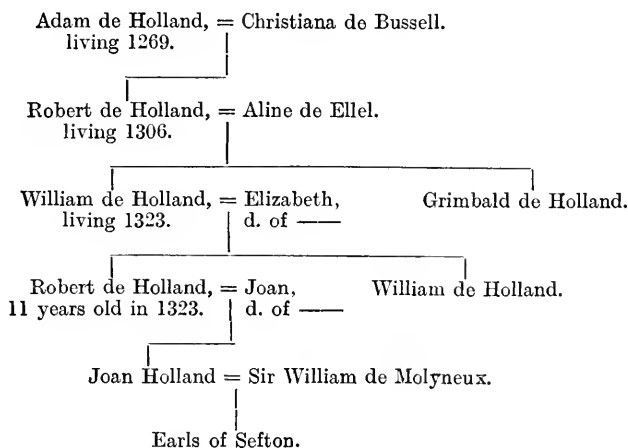 Adam de Holland, = Christiana de Bussell.
living 1269.
Robert de Holland, = Aline de Ellel.
living 1306.
William de Holland, = Elizabeth, Grimbald de Holland.
living 1323. d. of ——
Robert de Holland, = Joan, William de Holland.
11 years old in 1323. d. of ——
Joan Holland = Sir William de Molyneux.
Earls of Sefton.